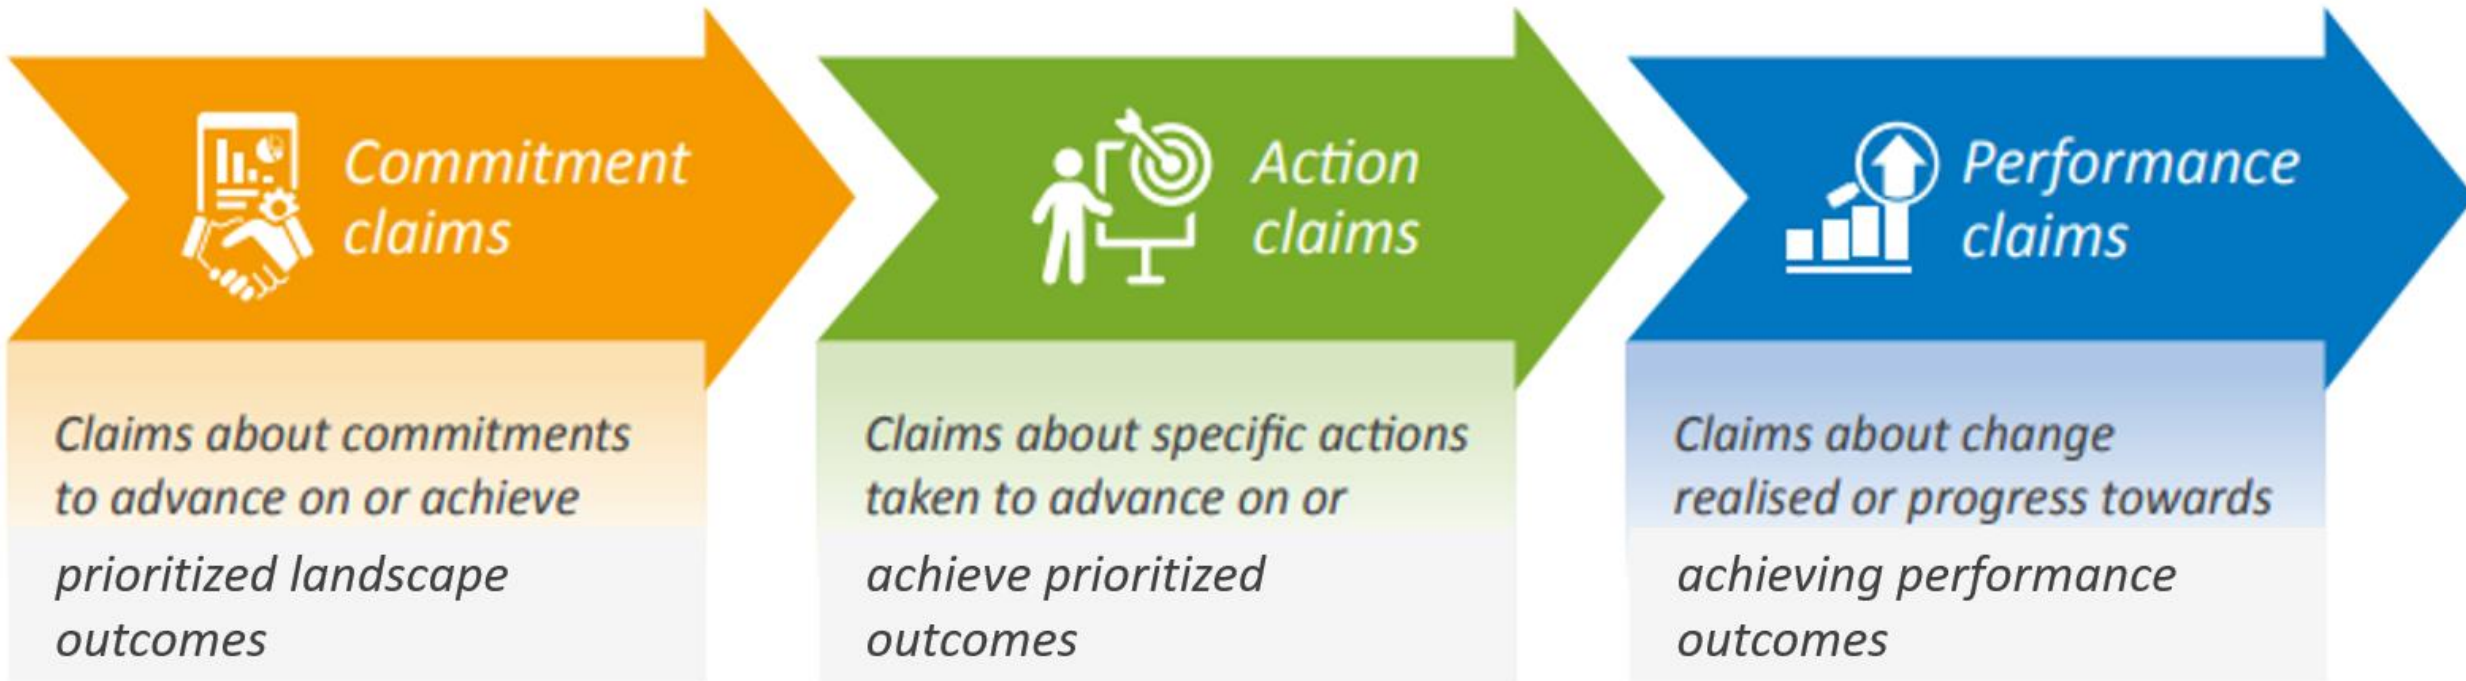 Commitment
claims
Claims about commitments
to advance on or achieve
prioritized landscape
outcomes
Action
claims
Claims about specific actions
taken to advance on or
achieve prioritized
outcomes
Performance
claims
Claims about change
realised or progress towards
achieving performance
outcomes